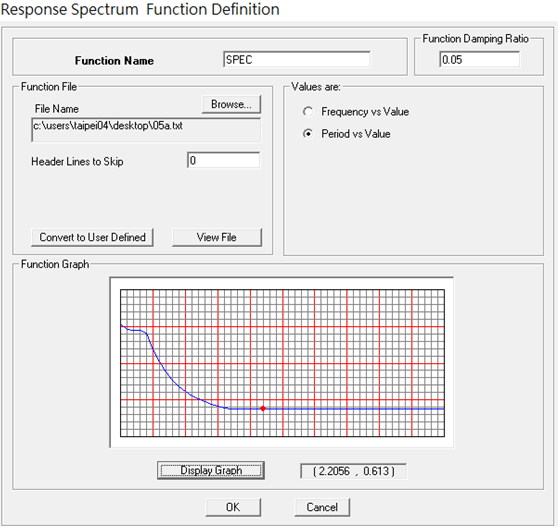 Response Spectrum  Function Definition
Function Name
SPEC
Function Damping Ratio
0.05
Function File
File Name
Browse...
c:\users\taipei04\desktop\05a.txt
Header Lines to Skip
0
Convert to User Defined
View File
Values are:
Frequency vs Value
Period vs Value
Function Graph
Display Graph
( 2.2056  ,  0.613 )
OK
Cancel